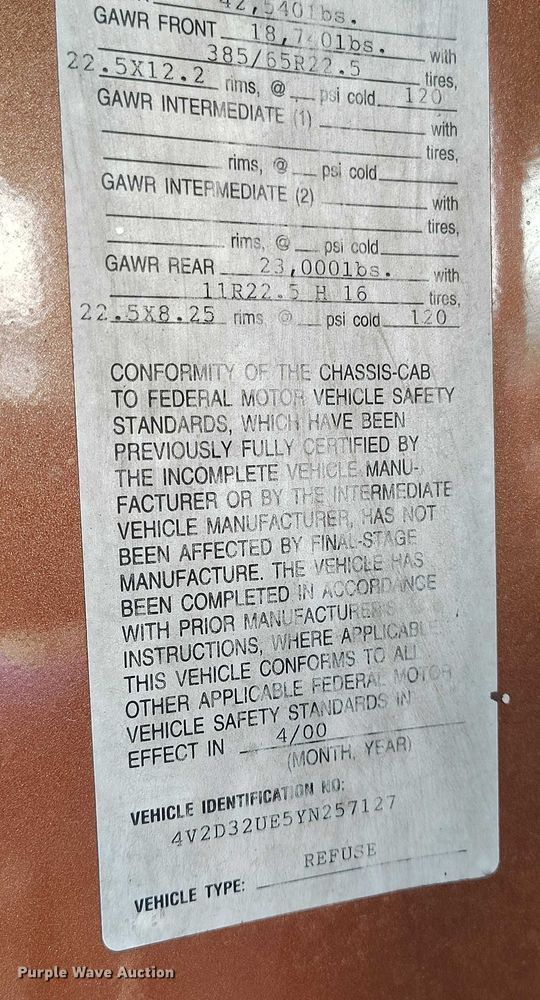 42,540lbs.
GAWR FRONT 18,740lbs. with
385/65R22.5 tires,
22.5X12.2 rims, @ psi cold 120
GAWR INTERMEDIATE (1) with
tires,
rims, @ psi cold
GAWR INTERMEDIATE (2) with
tires,
rims, @ psi cold
GAWR REAR 23,000lbs. with
11R22.5 H 16 tires,
22.5X8.25 rims @ psi cold 120
CONFORMITY OF THE CHASSIS-CAB
TO FEDERAL MOTOR VEHICLE SAFETY
STANDARDS, WHICH HAVE BEEN
PREVIOUSLY FULLY CERTIFIED BY
THE INCOMPLETE VEHICLE MANU-
FACTURER OR BY THE INTERMEDIATE
VEHICLE MANUFACTURER, HAS NOT
BEEN AFFECTED BY FINAL-STAGE
MANUFACTURE. THE VEHICLE HAS
BEEN COMPLETED IN ACCORDANCE
WITH PRIOR MANUFACTURER'S
INSTRUCTIONS, WHERE APPLICABLE
THIS VEHICLE CONFORMS TO ALL
OTHER APPLICABLE FEDERAL MOTOR
VEHICLE SAFETY STANDARDS IN
EFFECT IN 4/00
(MONTH, YEAR)
VEHICLE IDENTIFICATION NO:
4V2D32UE5YN257127
REFUSE
VEHICLE TYPE:
Purple Wave Auction